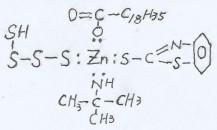 O=C-C₁₈H₃₅
SH O
S-S-S:Zn:S-C N S
NH
CH₃-C-CH₃
CH₃